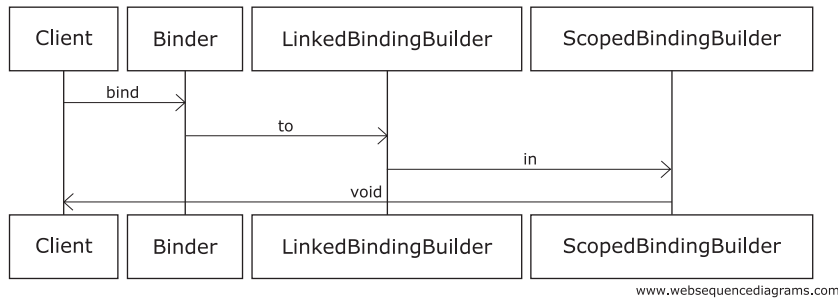 Client
Binder
LinkedBindingBuilder
ScopedBindingBuilder
bind
to
in
void
Client
Binder
LinkedBindingBuilder
ScopedBindingBuilder
www.websequencediagrams.com